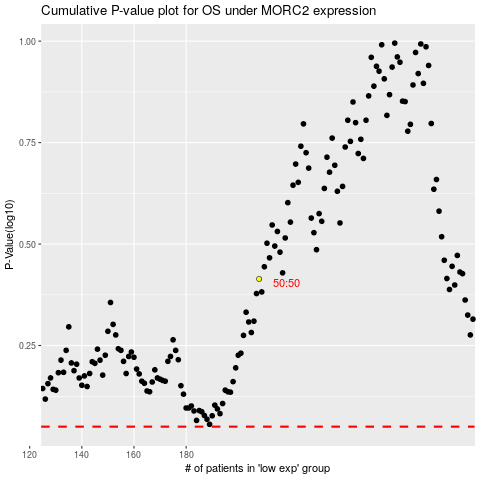 Cumulative P-value plot for OS under MORC2 expression
P-Value(log10)
1.00
0.75
0.50
0.25
50:50
120 140 160 180
# of patients in 'low exp' group